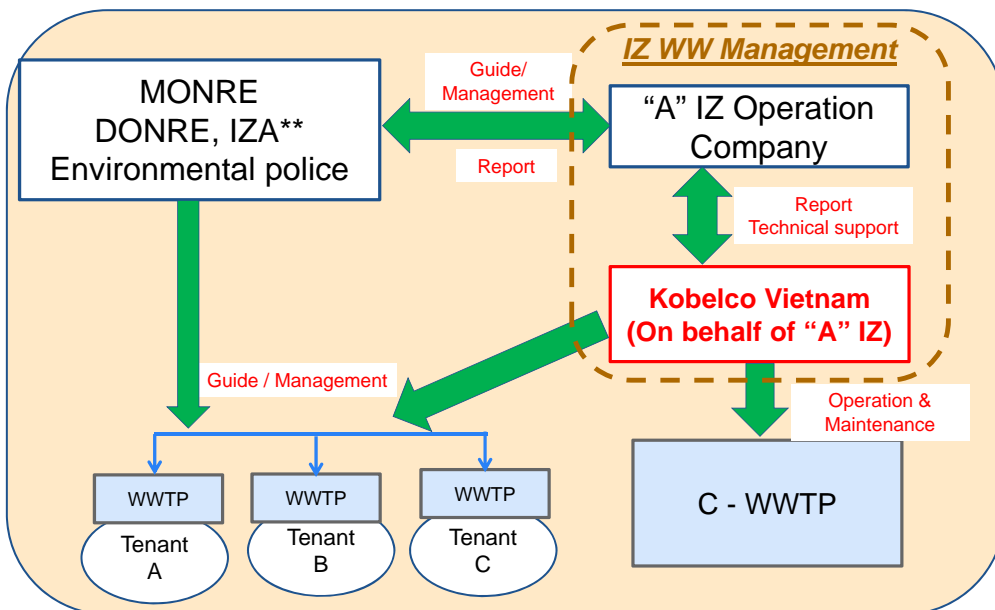 IZ WW Management
MONRE
DONRE, IZA**
Environmental police
Guide/
Management
Report
“A” IZ Operation
Company
Report
Technical support
Kobelco Vietnam
(On behalf of “A” IZ)
Guide / Management
Operation &
Maintenance
WWTP
WWTP
WWTP
Tenant
A
Tenant
B
Tenant
C
C - WWTP